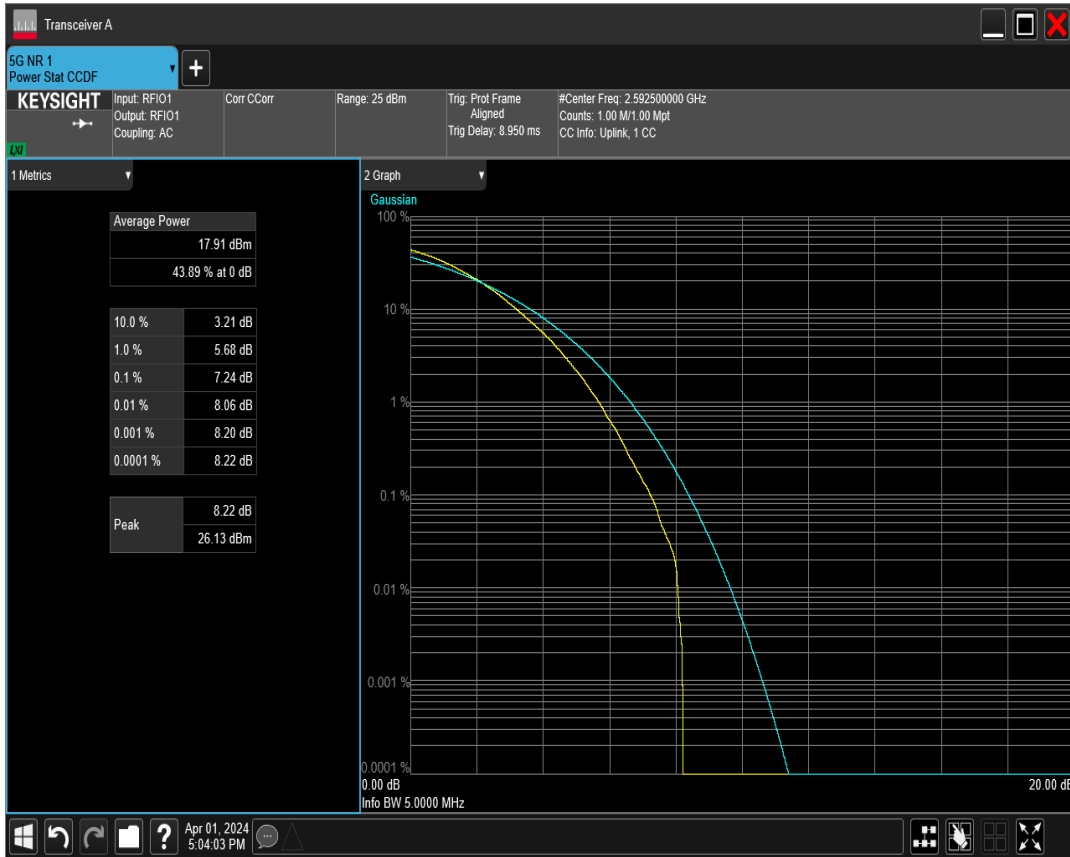 Transceiver A
5G NR 1
Power Stat CCDF
KEYSIGHT
LXI
Input: RFIO1
Output: RFIO1
Coupling: AC
Corr CCorr
Range: 25 dBm
Trig: Prot Frame
Aligned
Trig Delay: 8.950 ms
#Center Freq: 2.592500000 GHz
Counts: 1.00 M/1.00 Mpt
CC Info: Uplink, 1 CC
1 Metrics
Average Power
17.91 dBm
43.89 % at 0 dB
10.0 % 3.21 dB
1.0 % 5.68 dB
0.1 % 7.24 dB
0.01 % 8.06 dB
0.001 % 8.20 dB
0.0001 % 8.22 dB
Peak
8.22 dB
26.13 dBm
2 Graph
Gaussian
100 %
10 %
1 %
0.1 %
0.01 %
0.001 %
0.0001 %
0.00 dB 20.00 dB
Info BW 5.0000 MHz
?
Apr 01, 2024
5:04:03 PM